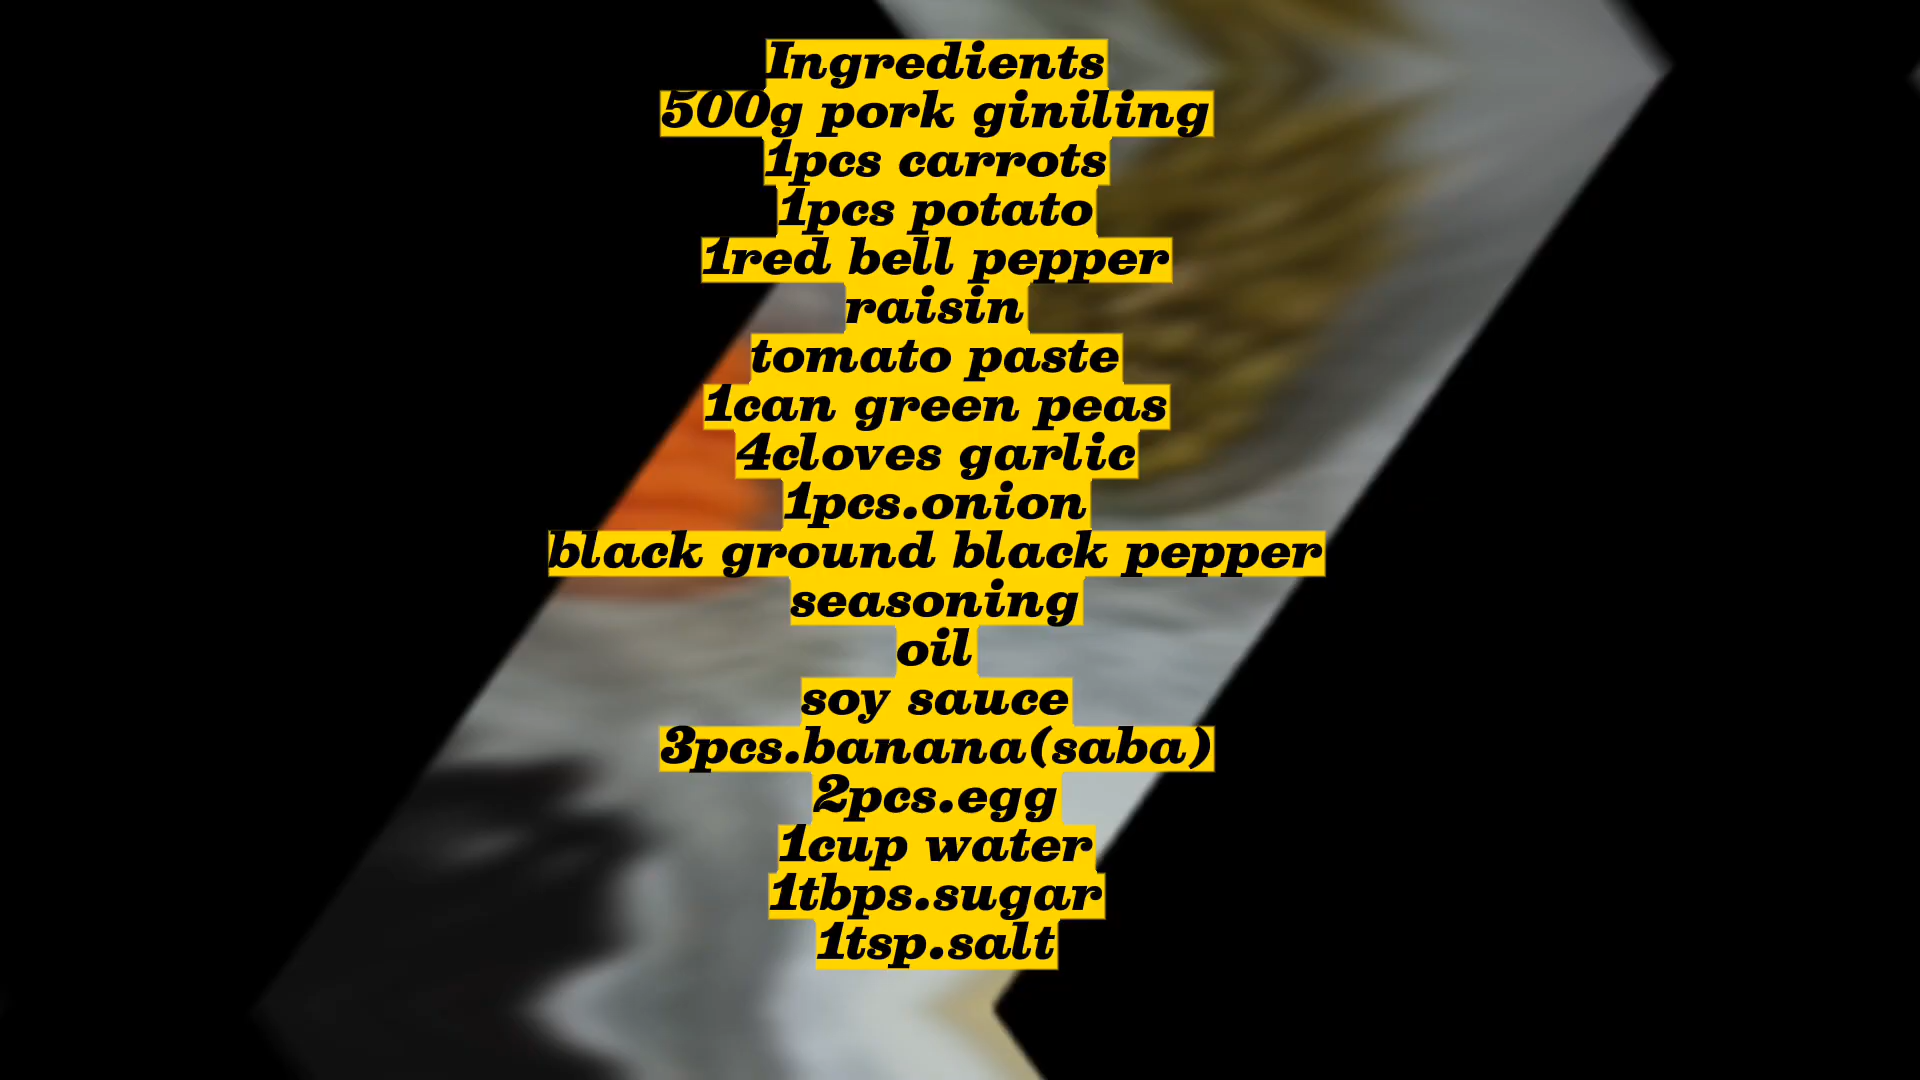 Ingredients
500g pork giniling
1pcs carrots
1pcs potato
1red bell pepper
raisin
tomato paste
1can green peas
4cloves garlic
1pcs.onion
black ground black pepper
seasoning
oil
soy sauce
3pcs.banana(saba)
2pcs.egg
1cup water
1tbps.sugar
1tsp.salt